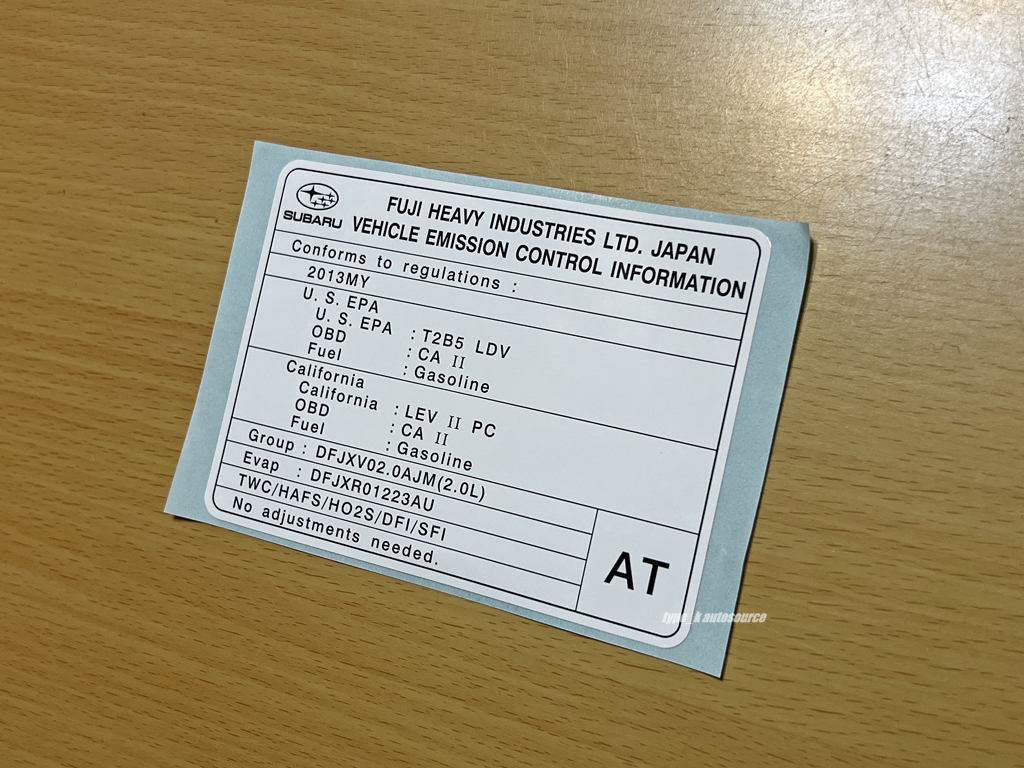 SUBARU
FUJI HEAVY INDUSTRIES LTD. JAPAN
VEHICLE EMISSION CONTROL INFORMATION
Conforms to regulations :
2013MY
U. S. EPA
U. S. EPA : T2B5 LDV
OBD : CA II
Fuel : Gasoline
California
California : LEV II PC
OBD : CA II
Fuel : Gasoline
Group : DFJXV02.0AJM(2.0L)
Evap : DFJXR01223AU
TWC/HAFS/HO2S/DFI/SFI
No adjustments needed.
AT
type_k autosource